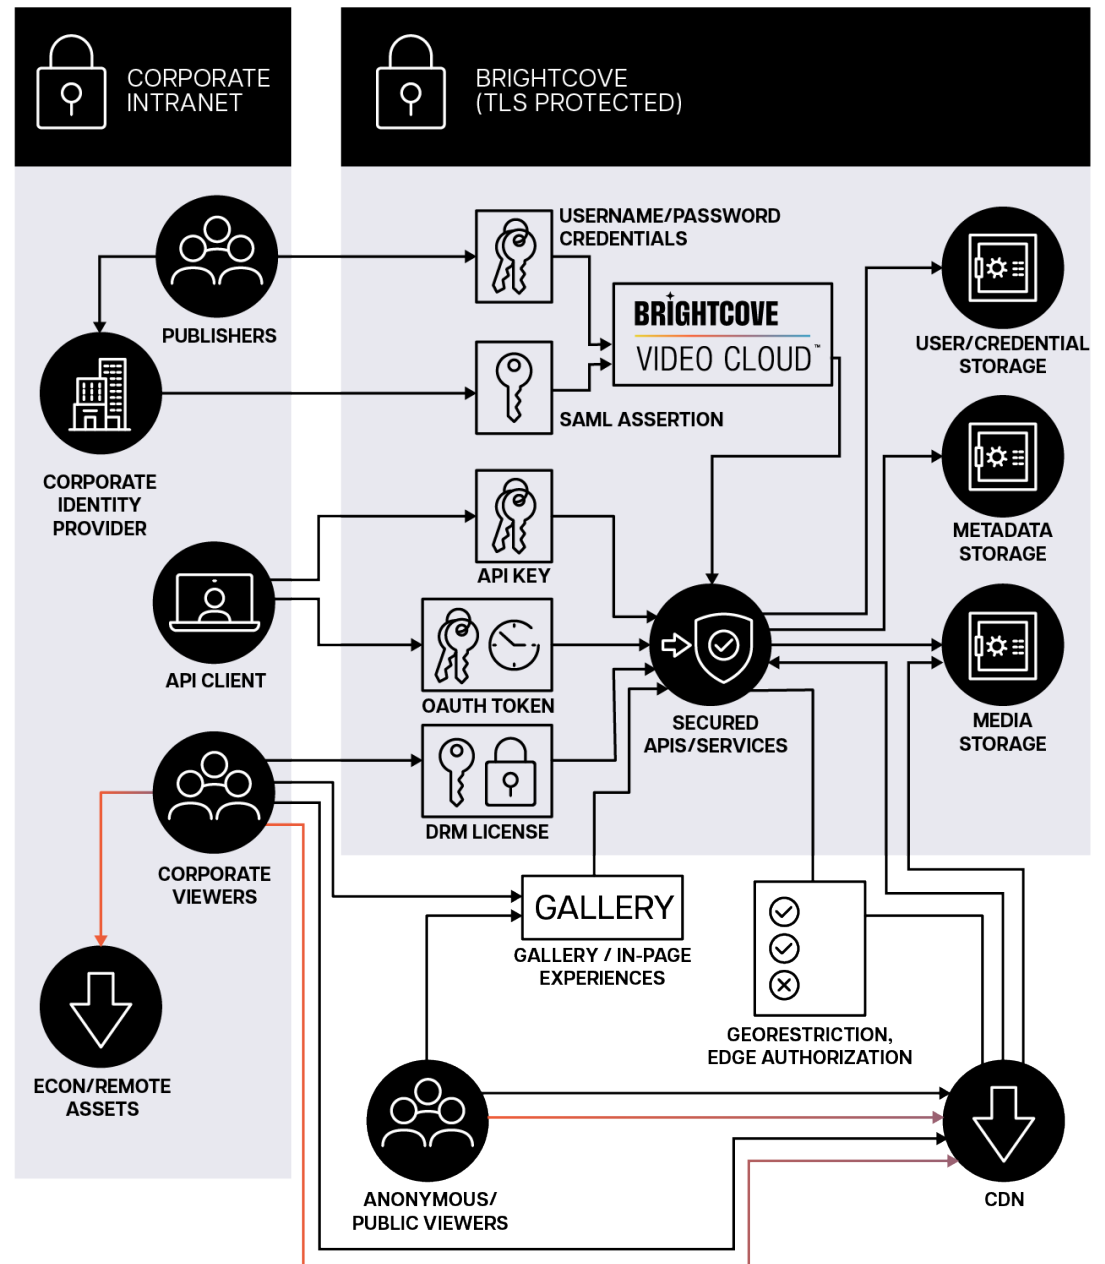 CORPORATE
INTRANET
BRIGHTCOVE
(TLS PROTECTED)
PUBLISHERS
USERNAME/PASSWORD
CREDENTIALS
BRIGHTCOVE
VIDEO CLOUD™
USER/CREDENTIAL
STORAGE
SAML ASSERTION
CORPORATE
IDENTITY
PROVIDER
METADATA
STORAGE
API KEY
API CLIENT
OAUTH TOKEN
SECURED
APIS/SERVICES
MEDIA
STORAGE
DRM LICENSE
CORPORATE
VIEWERS
GALLERY
GALLERY / IN-PAGE
EXPERIENCES
GEORESTRICTION,
EDGE AUTHORIZATION
ECON/REMOTE
ASSETS
ANONYMOUS/
PUBLIC VIEWERS
CDN